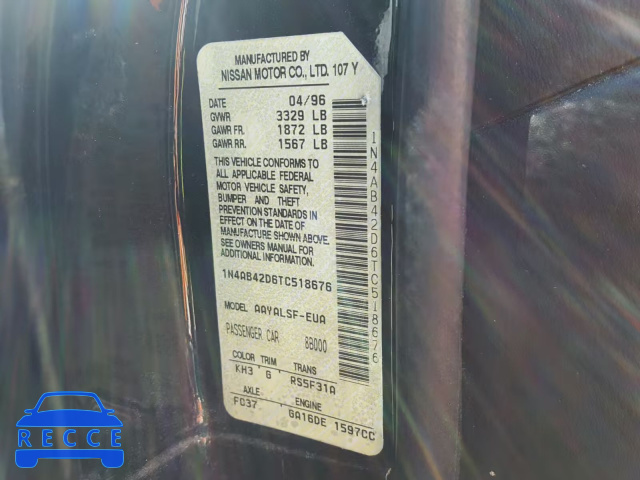 MANUFACTURED BY
NISSAN MOTOR CO., LTD. 107 Y
DATE 04/96
GVWR 3329 LB
GAWR FR. 1872 LB
GAWR RR. 1567 LB
THIS VEHICLE CONFORMS TO
ALL APPLICABLE FEDERAL
MOTOR VEHICLE SAFETY,
BUMPER AND THEFT
PREVENTION STANDARDS IN
EFFECT ON THE DATE OF
MANUFACTURE SHOWN ABOVE.
SEE OWNERS MANUAL FOR
ADDITIONAL INFORMATION.
1N4AB42D6TC518676
AAYALSF-EUA
PASSENGER CAR 8B000
COLOR TRIM TRANS
KH3 G RS5F31A
AXLE ENGINE
FC37 GA16DE 1597CC
1N4AB42D6TC518676
RECCE